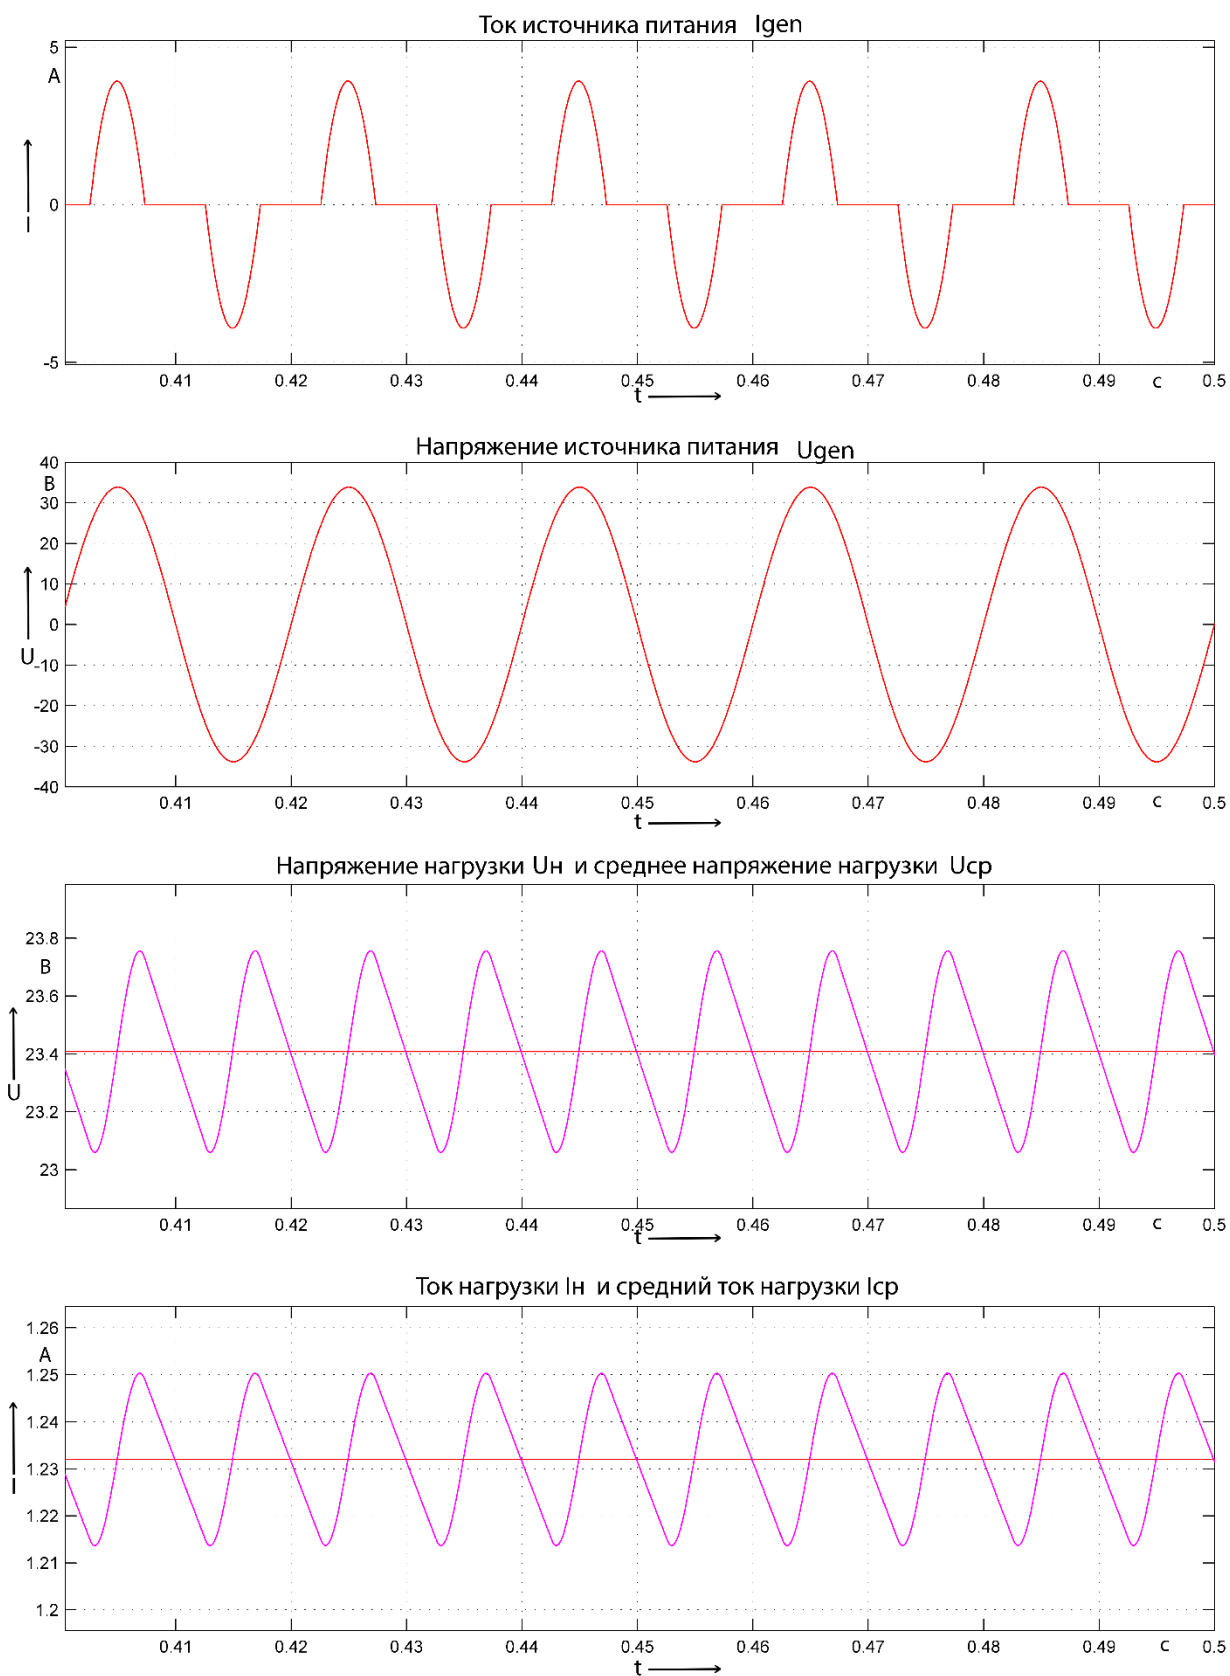 Ток источника питания Igen
5
A
0
I
-5
0.41 0.42 0.43 0.44 0.45 0.46 0.47 0.48 0.49 c 0.5
t
Напряжение источника питания Ugen
40
B
30
20
10
0
U
-10
-20
-30
-40
0.41 0.42 0.43 0.44 0.45 0.46 0.47 0.48 0.49 c 0.5
t
Напряжение нагрузки Uн и среднее напряжение нагрузки Uср
23.8
B
23.6
23.4
U
23.2
23
0.41 0.42 0.43 0.44 0.45 0.46 0.47 0.48 0.49 c 0.5
t
Ток нагрузки Iн и средний ток нагрузки Iср
1.26
A
1.25
1.24
1.23
I
1.22
1.21
1.2
0.41 0.42 0.43 0.44 0.45 0.46 0.47 0.48 0.49 c 0.5
t